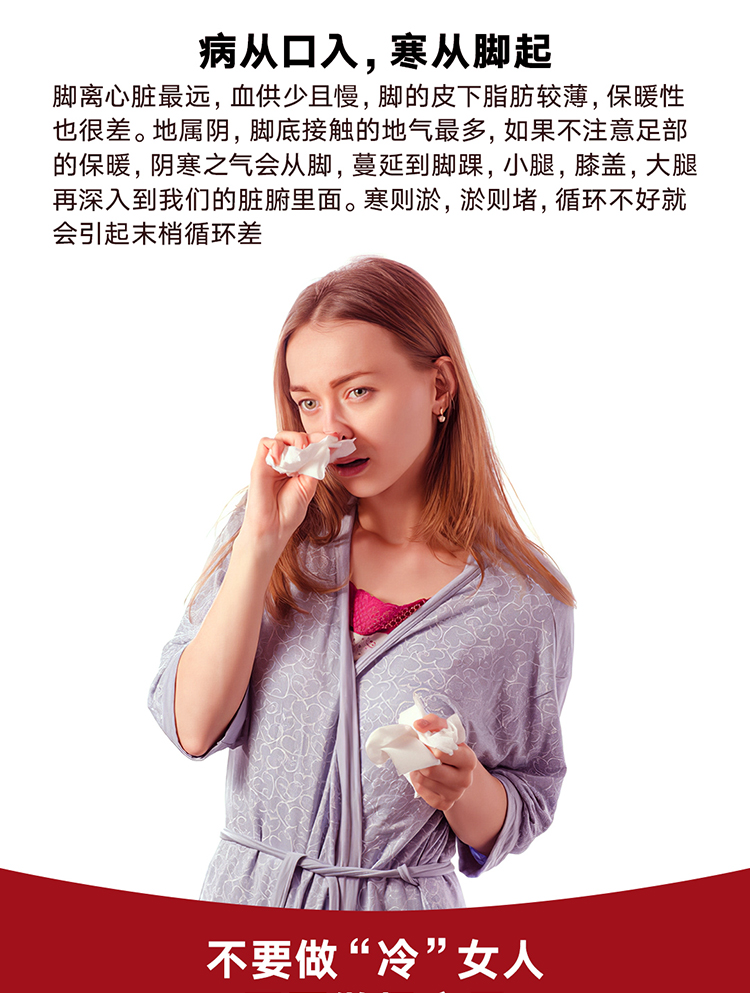 病从口入，寒从脚起
脚离心脏最远，血供少且慢，脚的皮下脂肪较薄，保暖性
也很差。地属阴，脚底接触的地气最多，如果不注意足部
的保暖，阴寒之气会从脚，蔓延到脚踝，小腿，膝盖，大腿
再深入到我们的脏腑里面。寒则淤，淤则堵，循环不好就
会引起末梢循环差
不要做“冷”女人